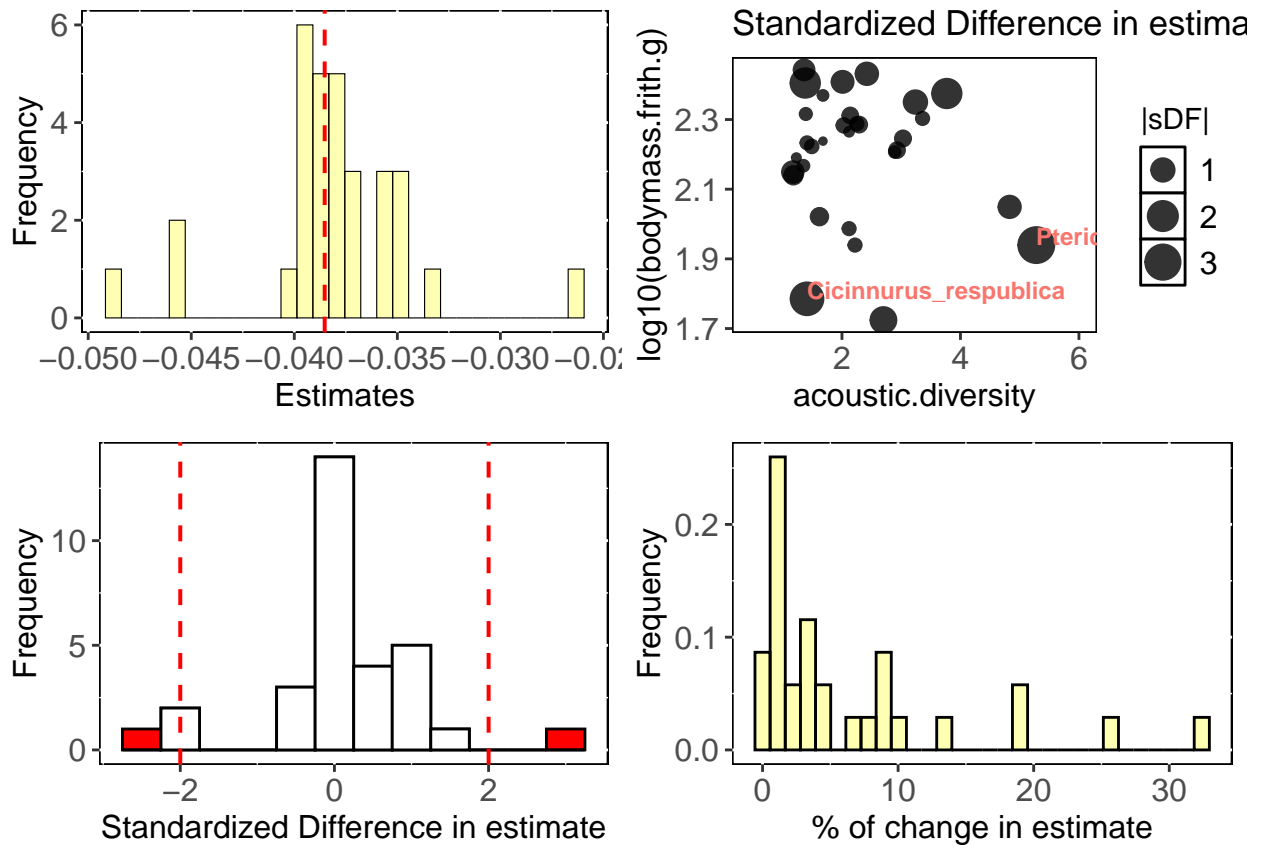 Frequency
6
4
2
0
−0.050 −0.045 −0.040 −0.035 −0.030
Estimates
Standardized Difference in estima
log10(bodymass.frith.g)
2.3
2.1
1.9
1.7
Cicinnurus_respublica
2 4 6
acoustic.diversity
|sDF|
1
2
3
Frequency
10
5
0
−2 0 2
Standardized Difference in estimate
Frequency
0.2
0.1
0.0
0 10 20 30
% of change in estimate